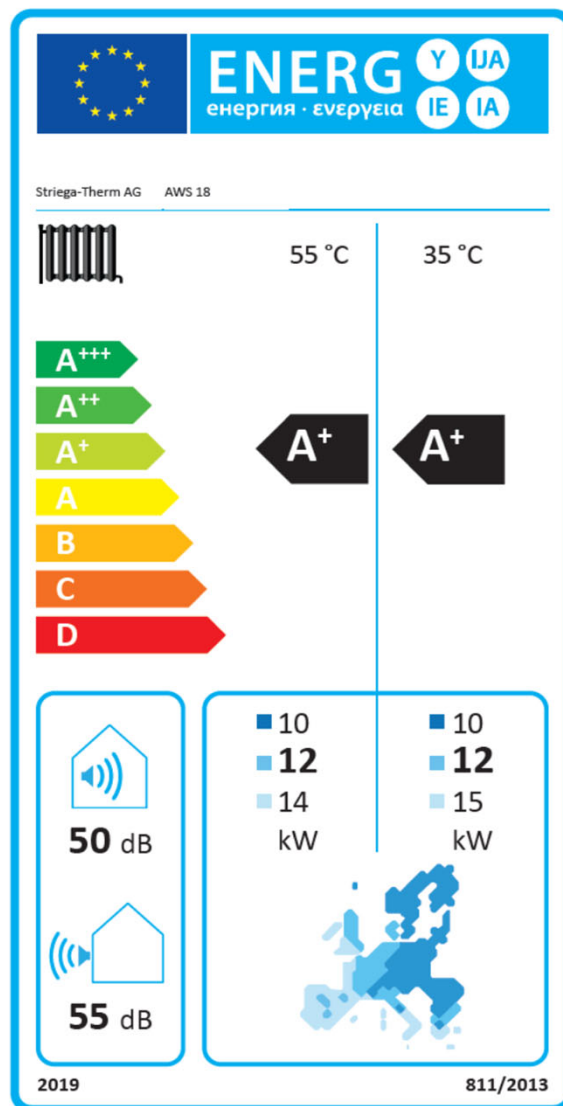 ENERG
енергия · ενεργεια
Y
IJA
IE
IA
Striega-Therm AG AWS 18
55 °C 35 °C
A+++
A++
A+
A
B
C
D
A+ A+
50 dB
55 dB
10
12
14
kW
10
12
15
kW
2019 811/2013